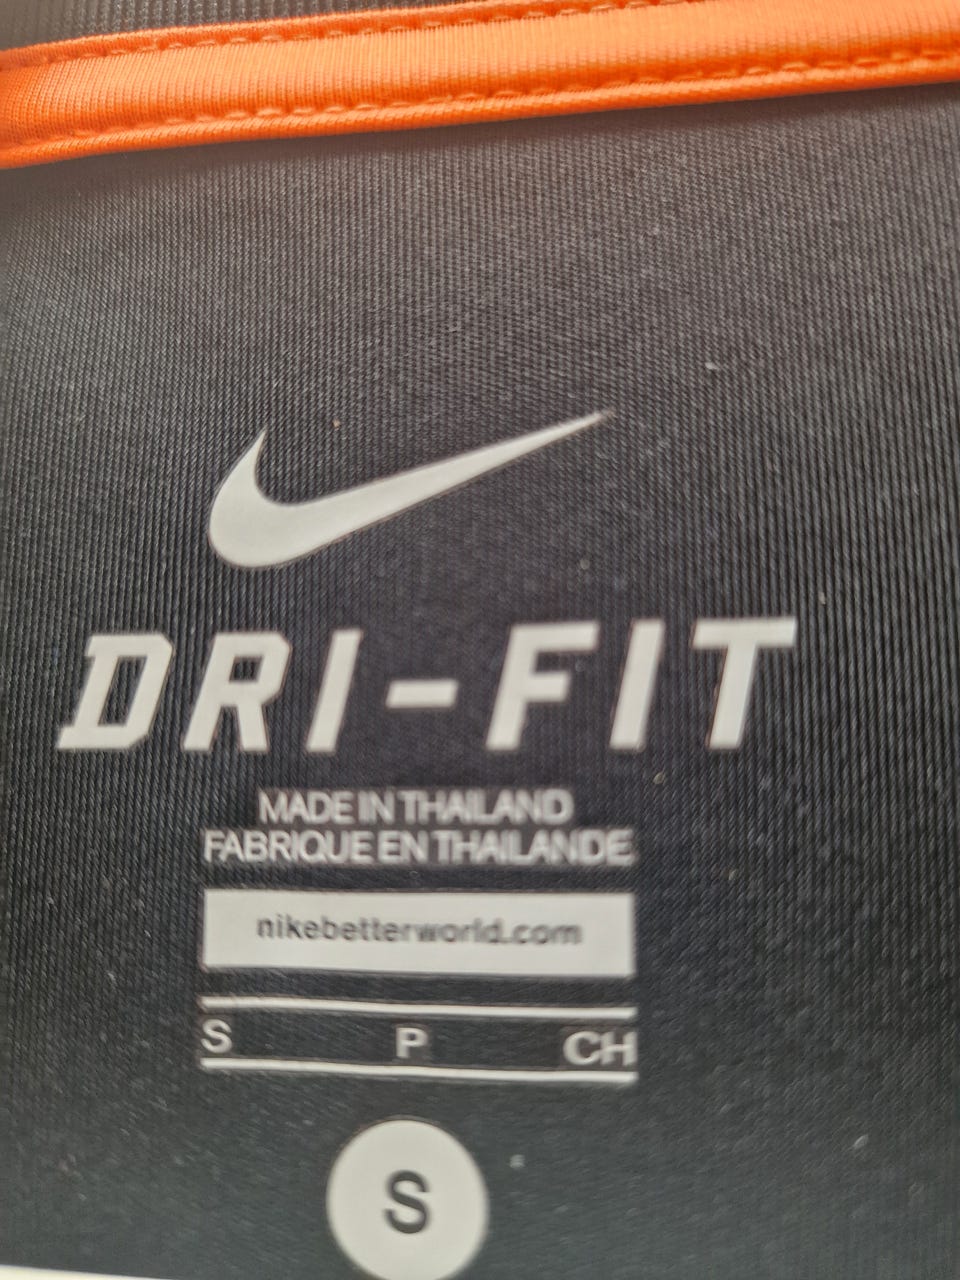 DRI-FIT
MADE IN THAILAND
FABRIQUE EN THAILANDE
nikebetterworld.com
S P CH
S